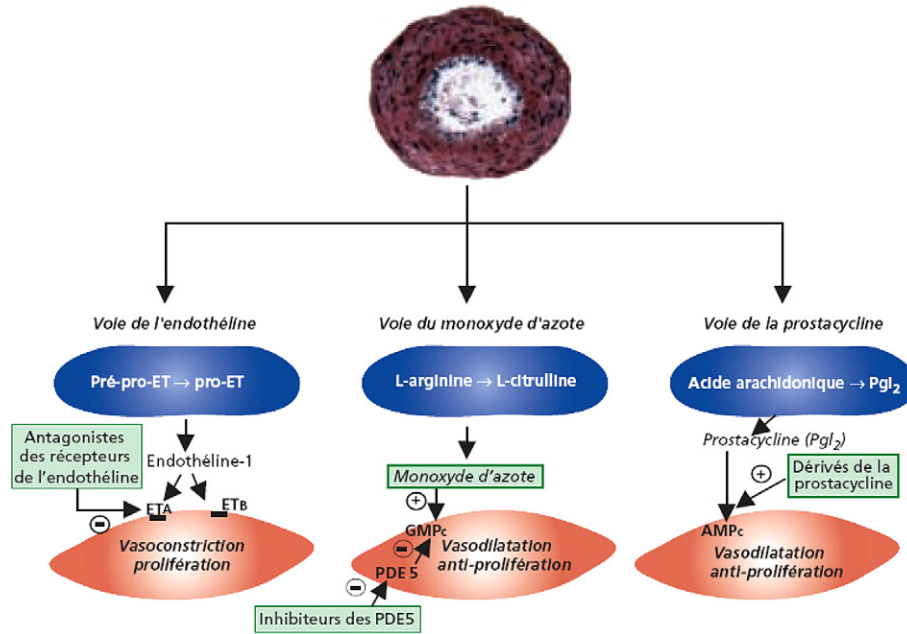 Voie de l'endothéline
Pré-pro-ET → pro-ET
Antagonistes
des récepteurs
de l'endothéline
Endothéline-1
ETA
ETB
Vasoconstriction
prolifération
Voie du monoxyde d'azote
L-arginine → L-citrulline
Monoxyde d'azote
+
GMPc
-
PDE 5
-
Vasodilatation
anti-prolifération
Inhibiteurs des PDE5
Voie de la prostacycline
Acide arachidonique → PgI₂
Prostacycline (PgI₂)
+
Dérivés de la
prostacycline
AMPc
Vasodilatation
anti-prolifération
-